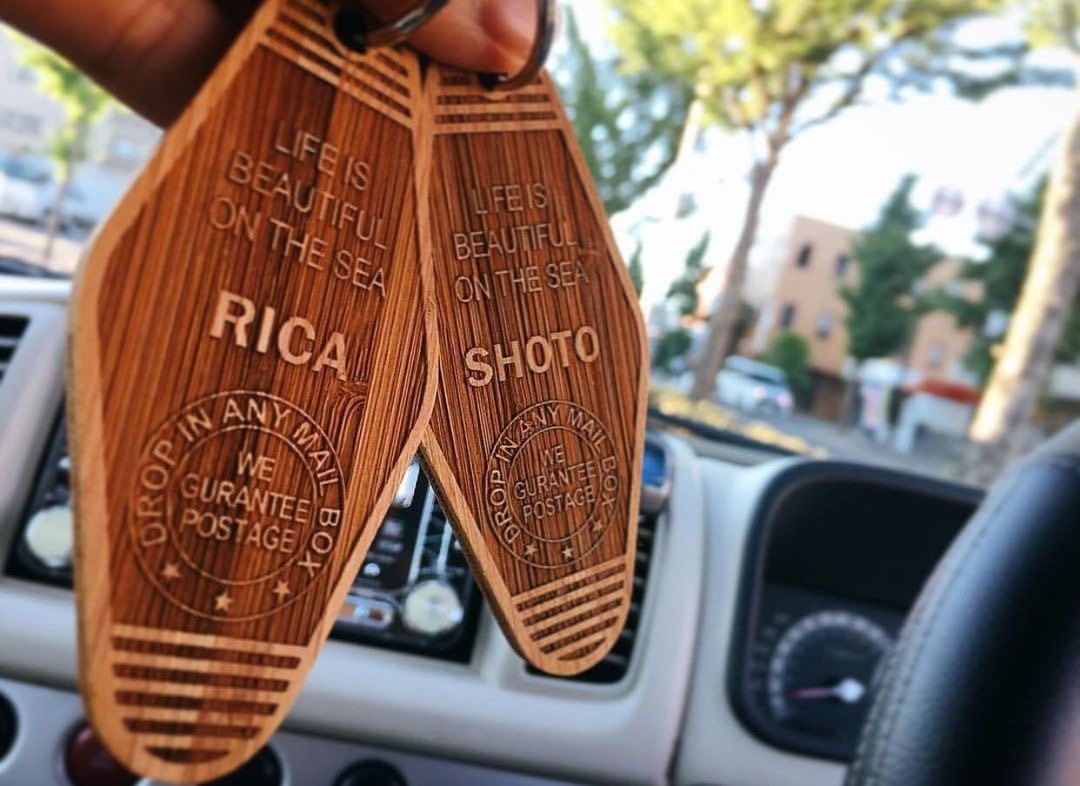 LIFE IS
BEAUTIFUL
ON THE SEA
RICA
DROP IN ANY MAIL BOX
WE
GURANTEE
POSTAGE
LIFE IS
BEAUTIFUL
ON THE SEA
SHOTO
DROP IN ANY MAIL BOX
WE
GURANTEE
POSTAGE